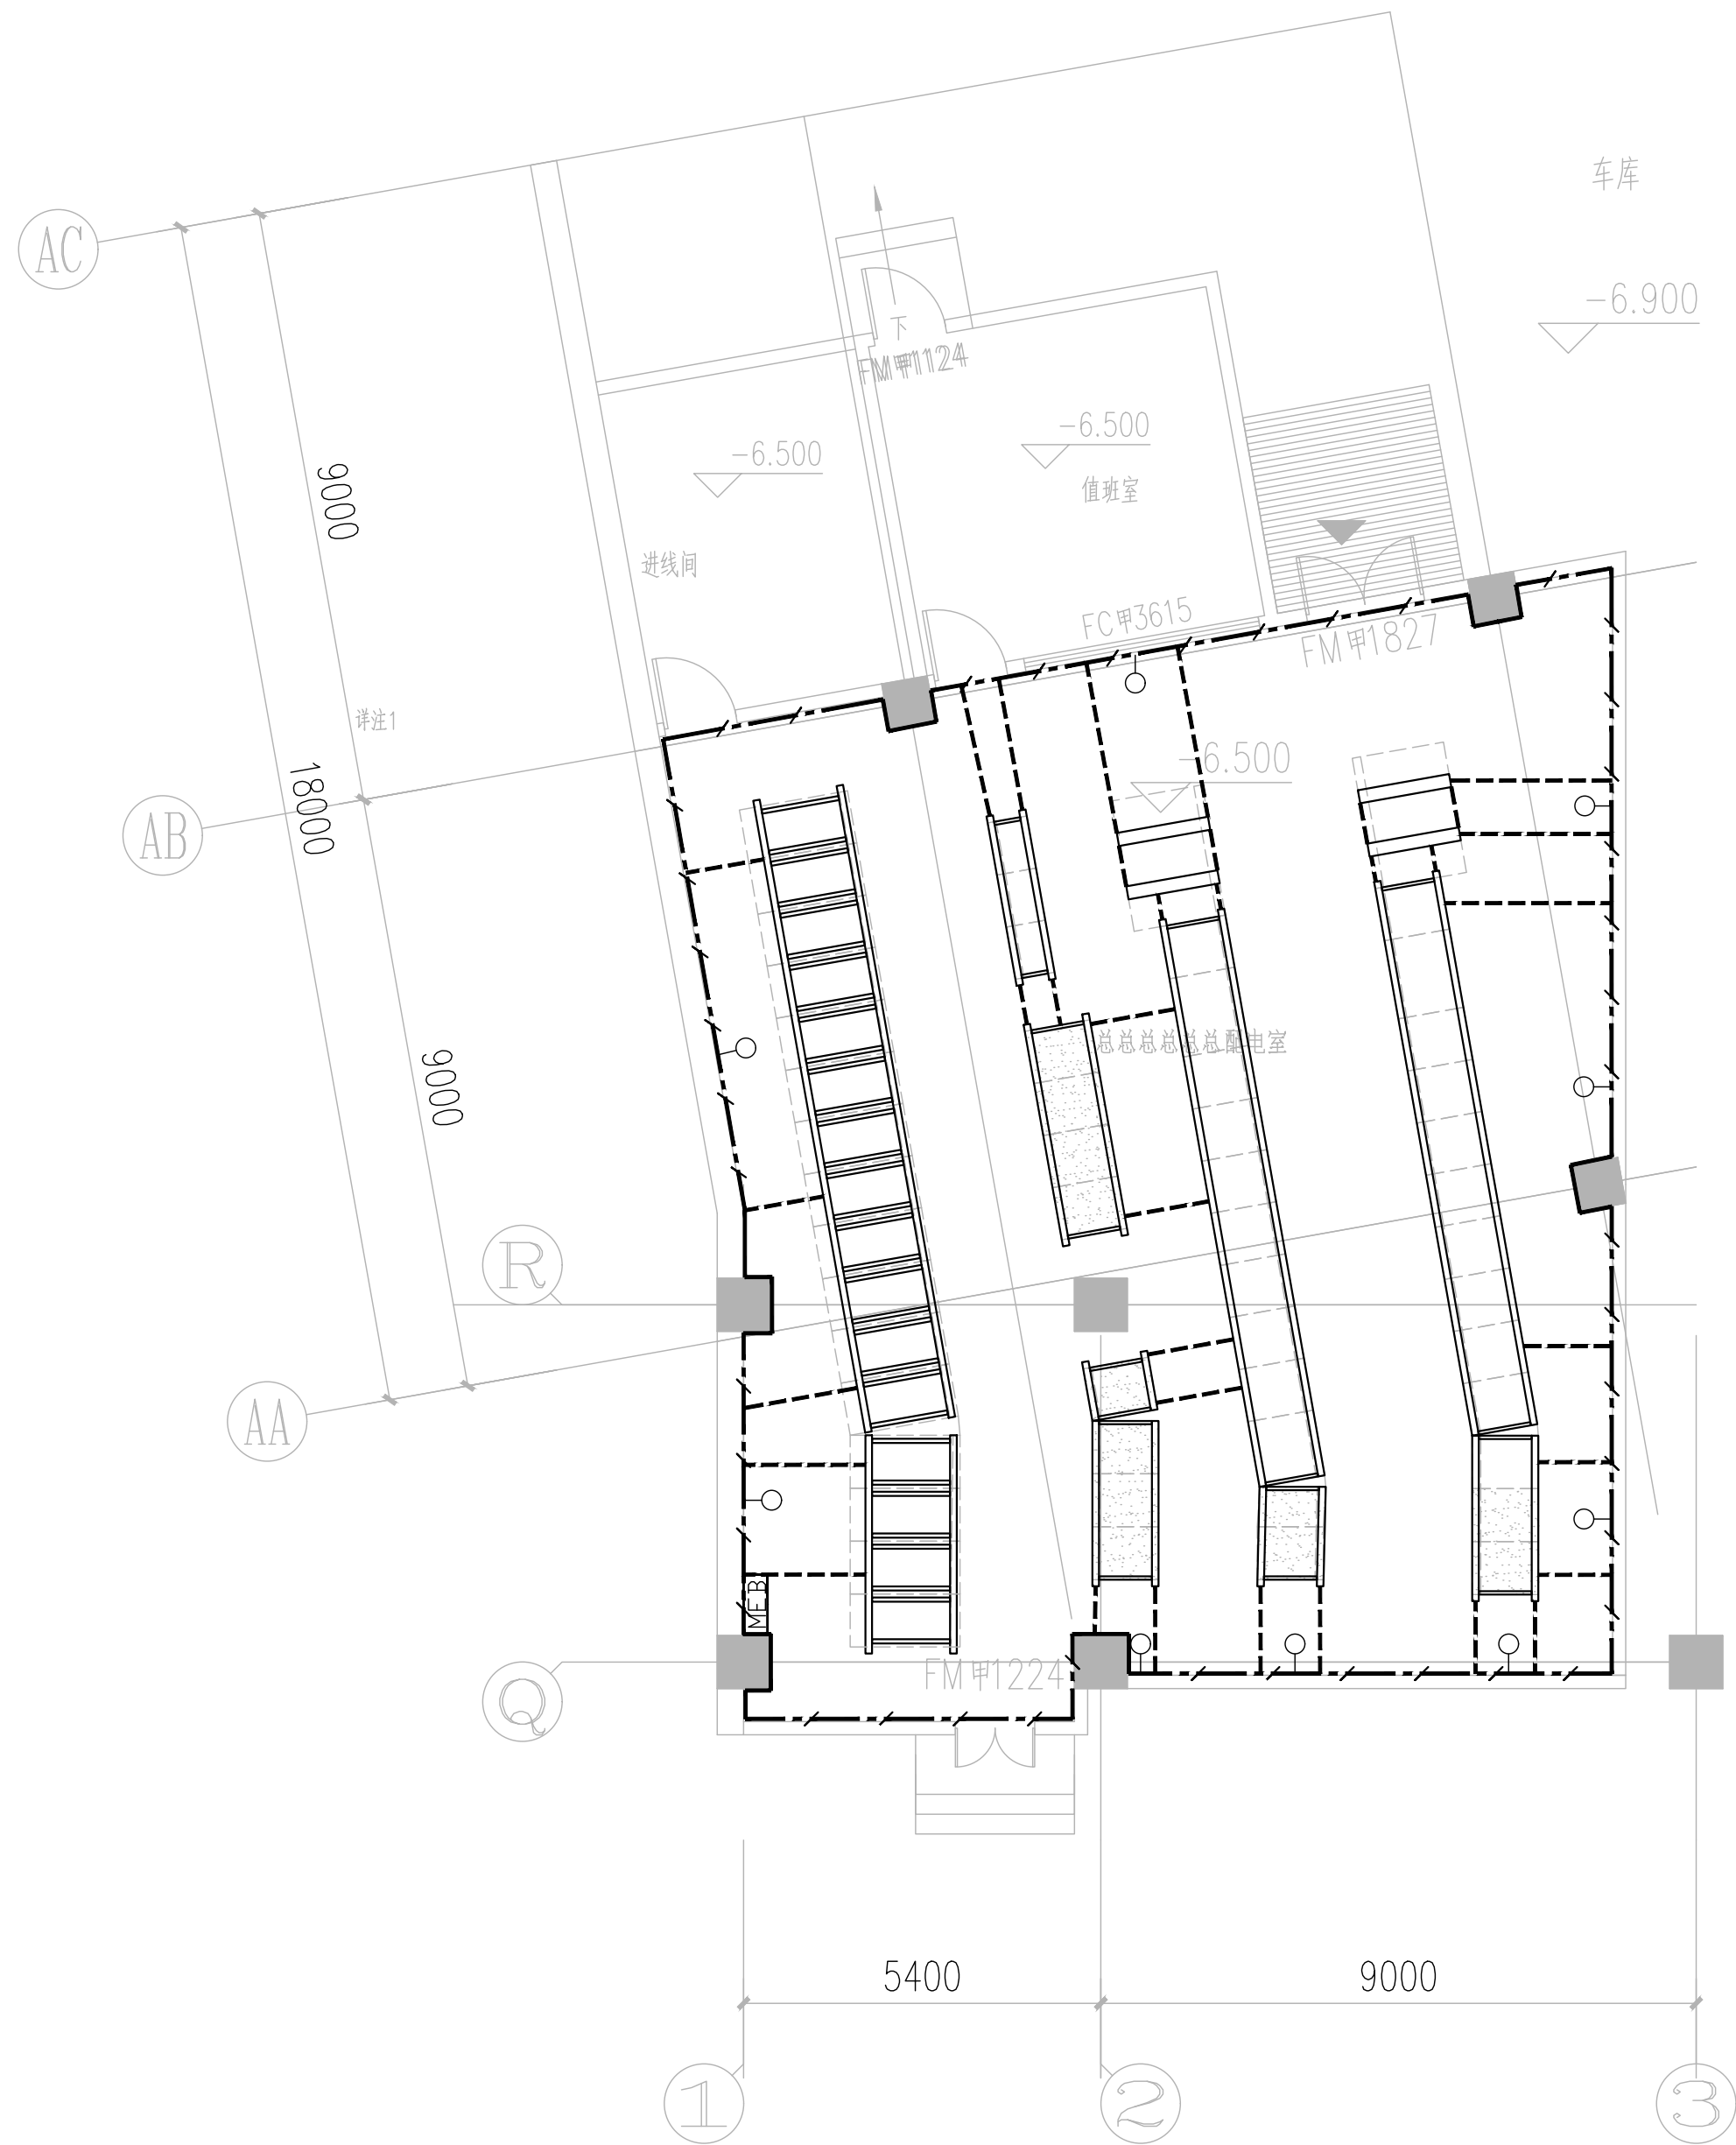 车库
AC
-6.900
下
FM甲1124
-6.500
-6.500
值班室
9000
进线间
FC甲3615
FM甲1827
详注1
-6.500
18000
AB
总总总总总总配电室
9000
R
AA
MEB
FM甲1224
Q
5400
9000
1
2
3